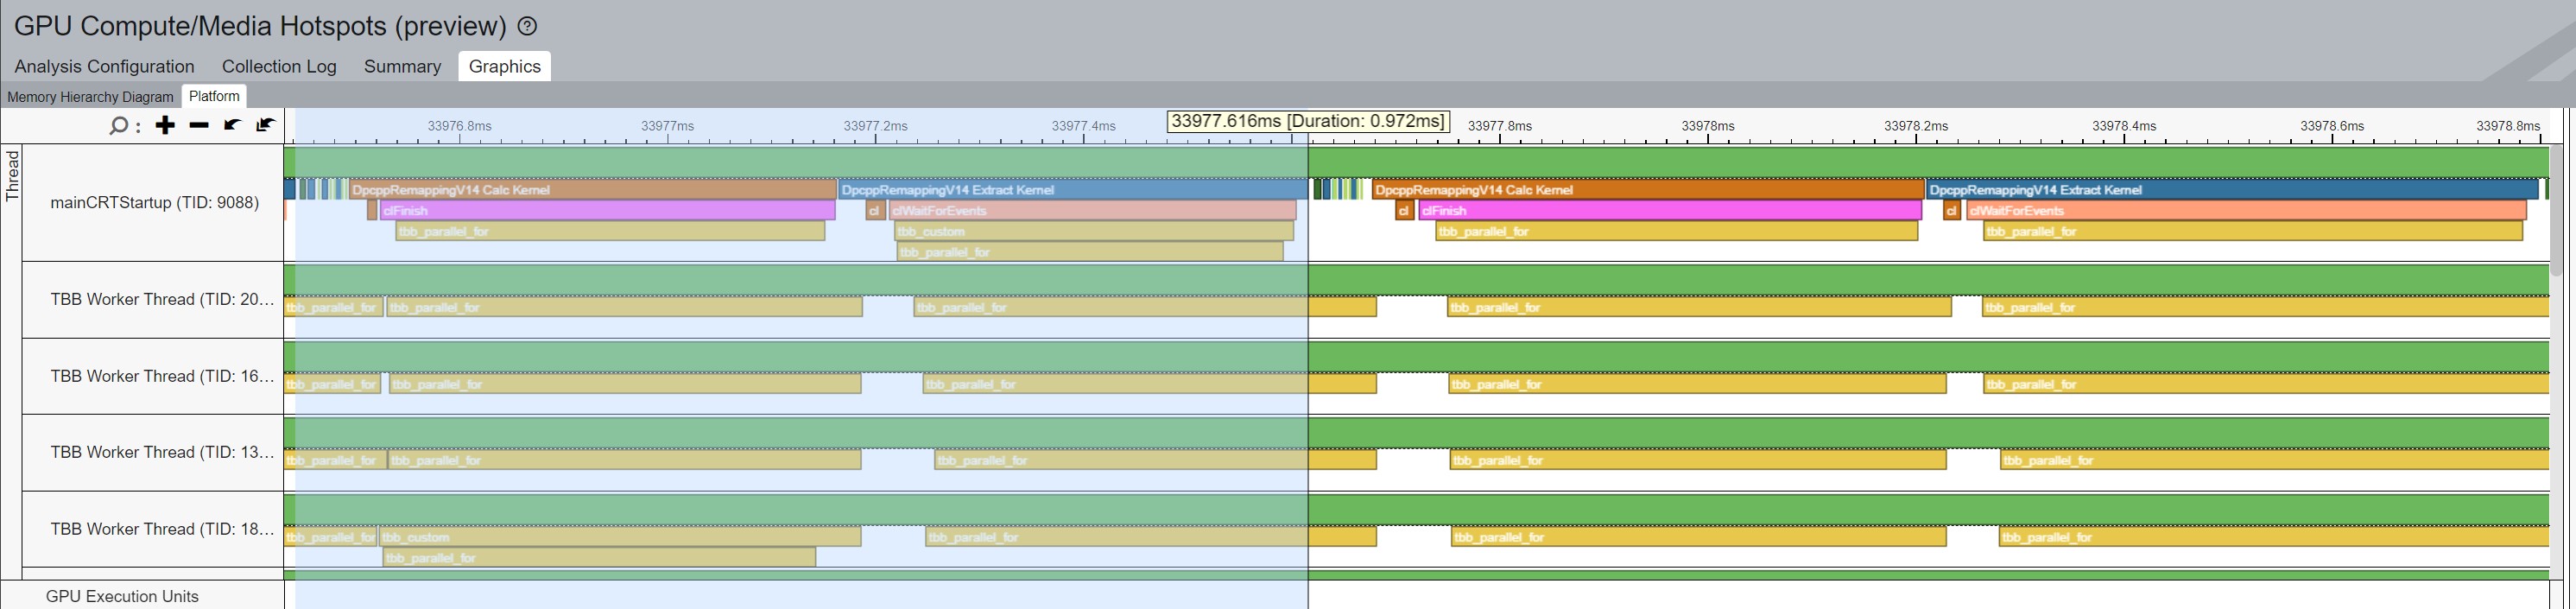 GPU Compute/Media Hotspots (preview) ?
Analysis Configuration Collection Log Summary Graphics
Memory Hierarchy Diagram Platform
: 33976.8ms 33977ms 33977.2ms 33977.4ms 33977.616ms [Duration: 0.972ms] 33977.8ms 33978ms 33978.2ms 33978.4ms 33978.6ms 33978.8ms
Thread
mainCRTStartup (TID: 9088)
DpcppRemappingV14 Calc Kernel DpcppRemappingV14 Extract Kernel DpcppRemappingV14 Calc Kernel DpcppRemappingV14 Extract Kernel
clFinish cl clWaitForEvents cl clFinish cl clWaitForEvents
tbb_parallel_for tbb_custom tbb_parallel_for tbb_parallel_for
tbb_parallel_for
TBB Worker Thread (TID: 20...
tbb_parallel_for tbb_parallel_for tbb_parallel_for tbb_parallel_for tbb_parallel_for
TBB Worker Thread (TID: 16...
tbb_parallel_for tbb_parallel_for tbb_parallel_for tbb_parallel_for tbb_parallel_for
TBB Worker Thread (TID: 13...
tbb_parallel_for tbb_parallel_for tbb_parallel_for tbb_parallel_for tbb_parallel_for
TBB Worker Thread (TID: 18...
tbb_parallel_for tbb_custom tbb_parallel_for tbb_parallel_for tbb_parallel_for
tbb_parallel_for
GPU Execution Units